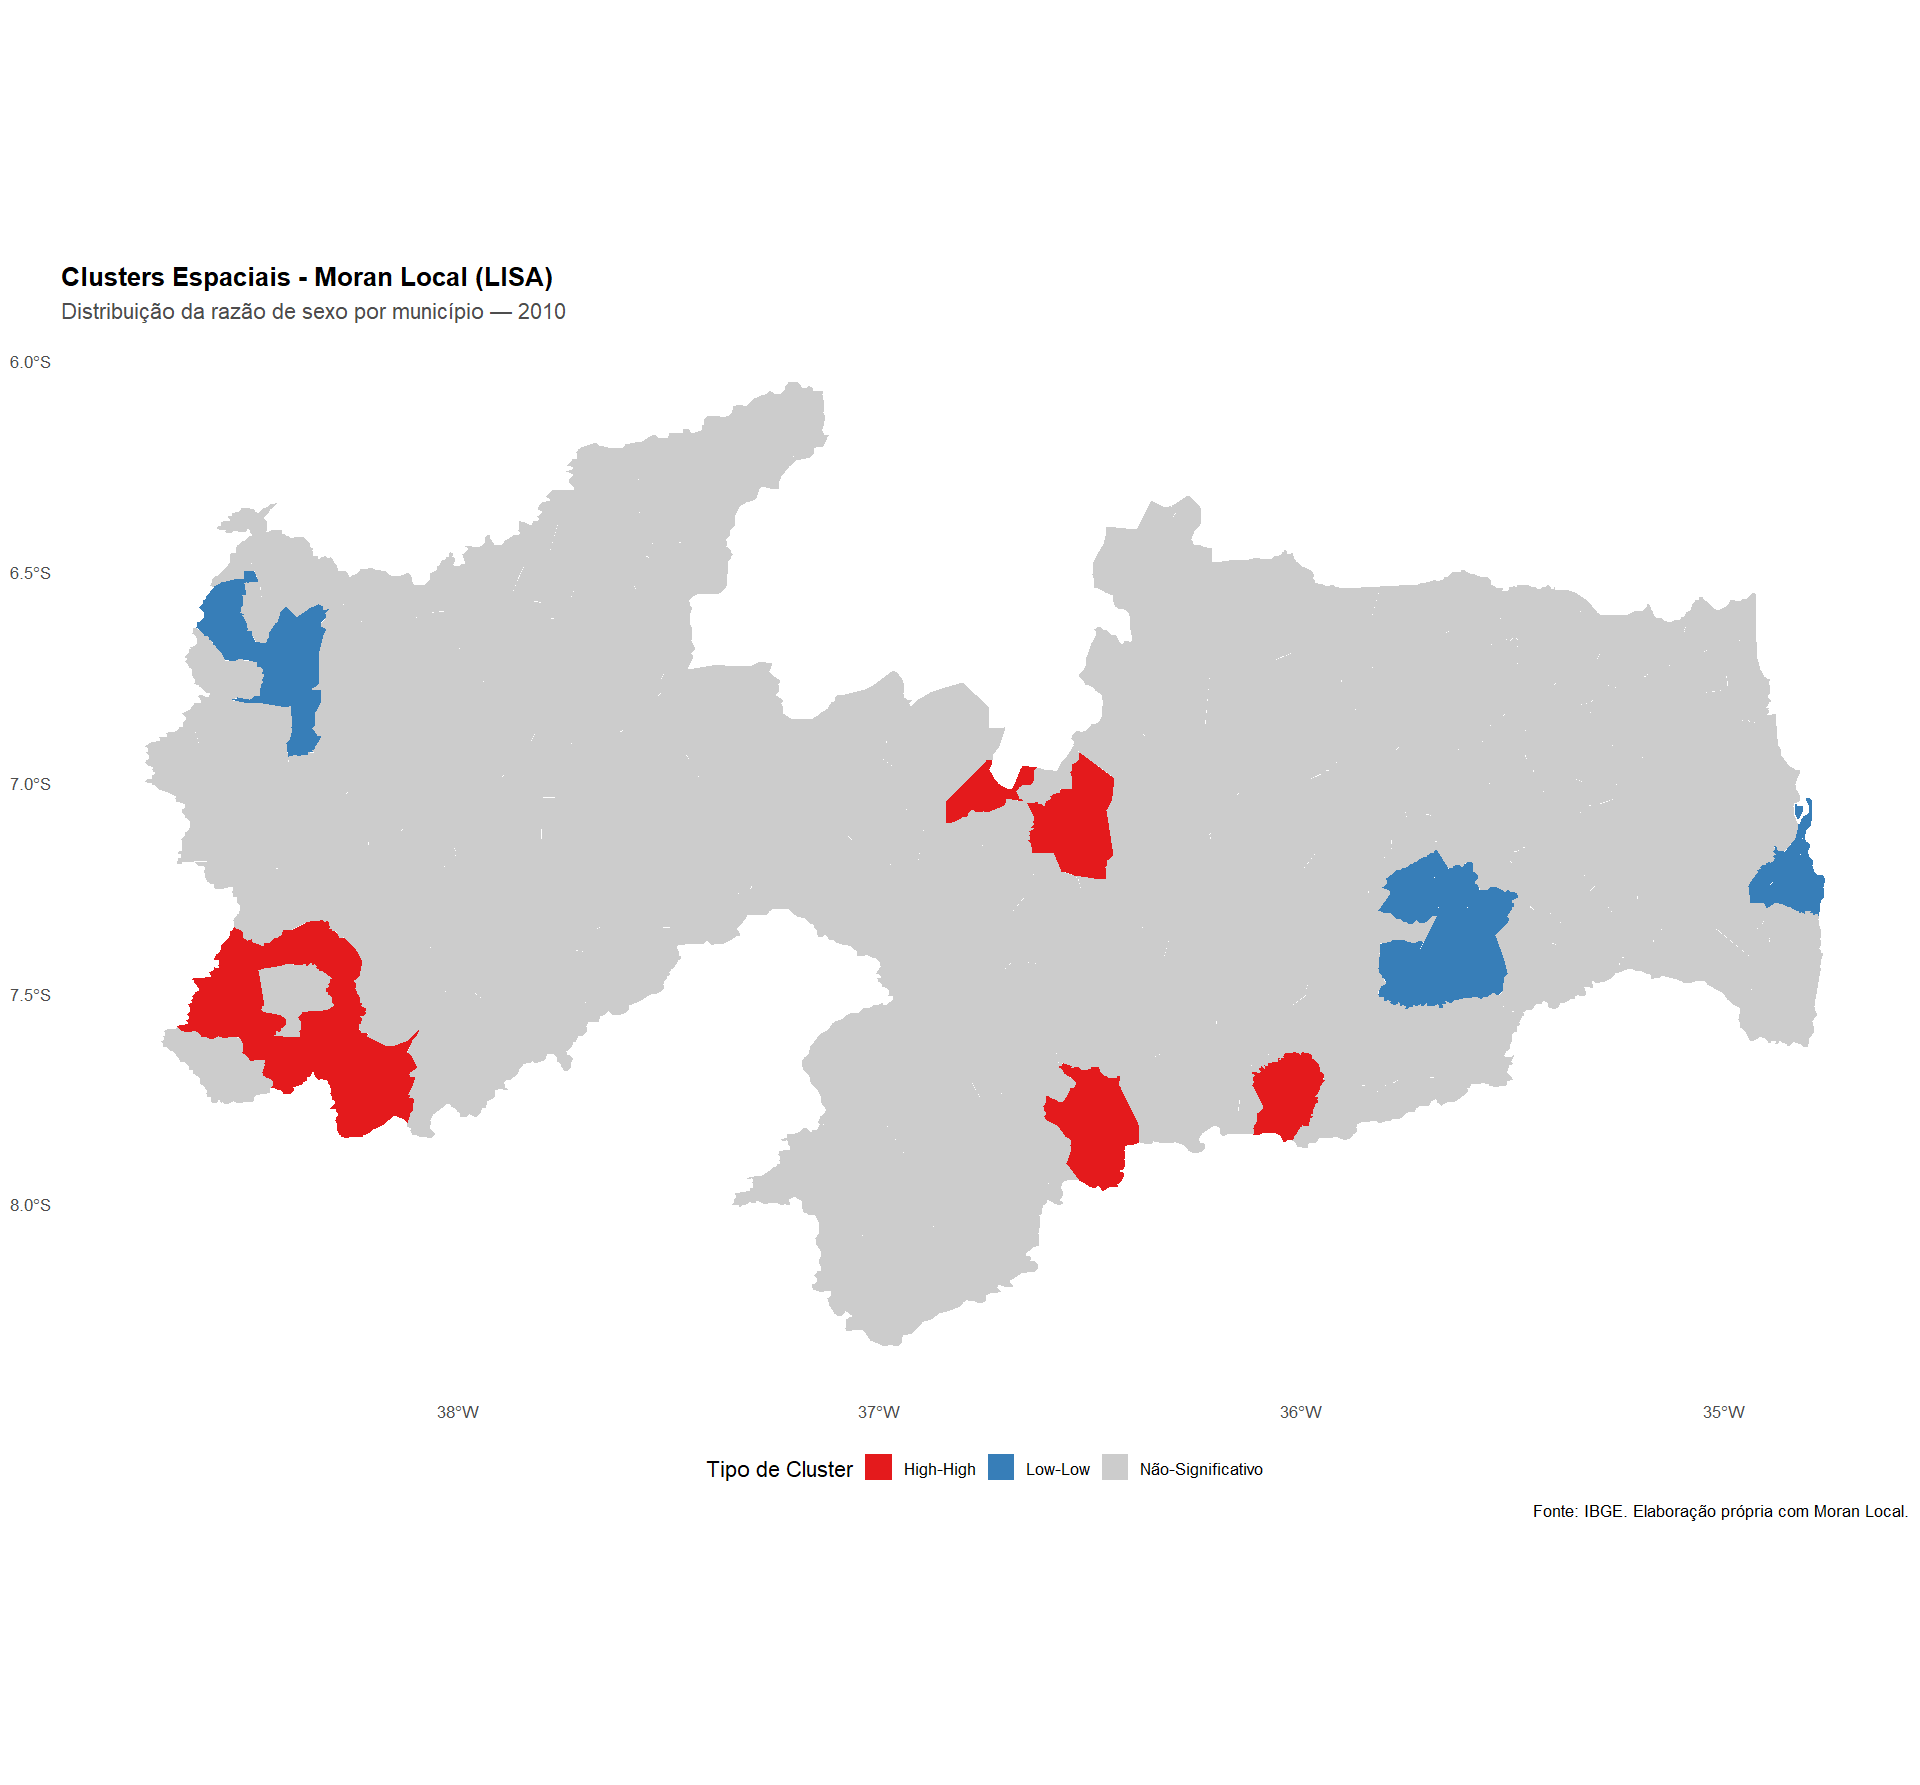 Clusters Espaciais - Moran Local (LISA)
Distribuição da razão de sexo por município — 2010
6.0°S
6.5°S
7.0°S
7.5°S
8.0°S
38°W 37°W 36°W 35°W
Tipo de Cluster High-High Low-Low Não-Significativo
Fonte: IBGE. Elaboração própria com Moran Local.